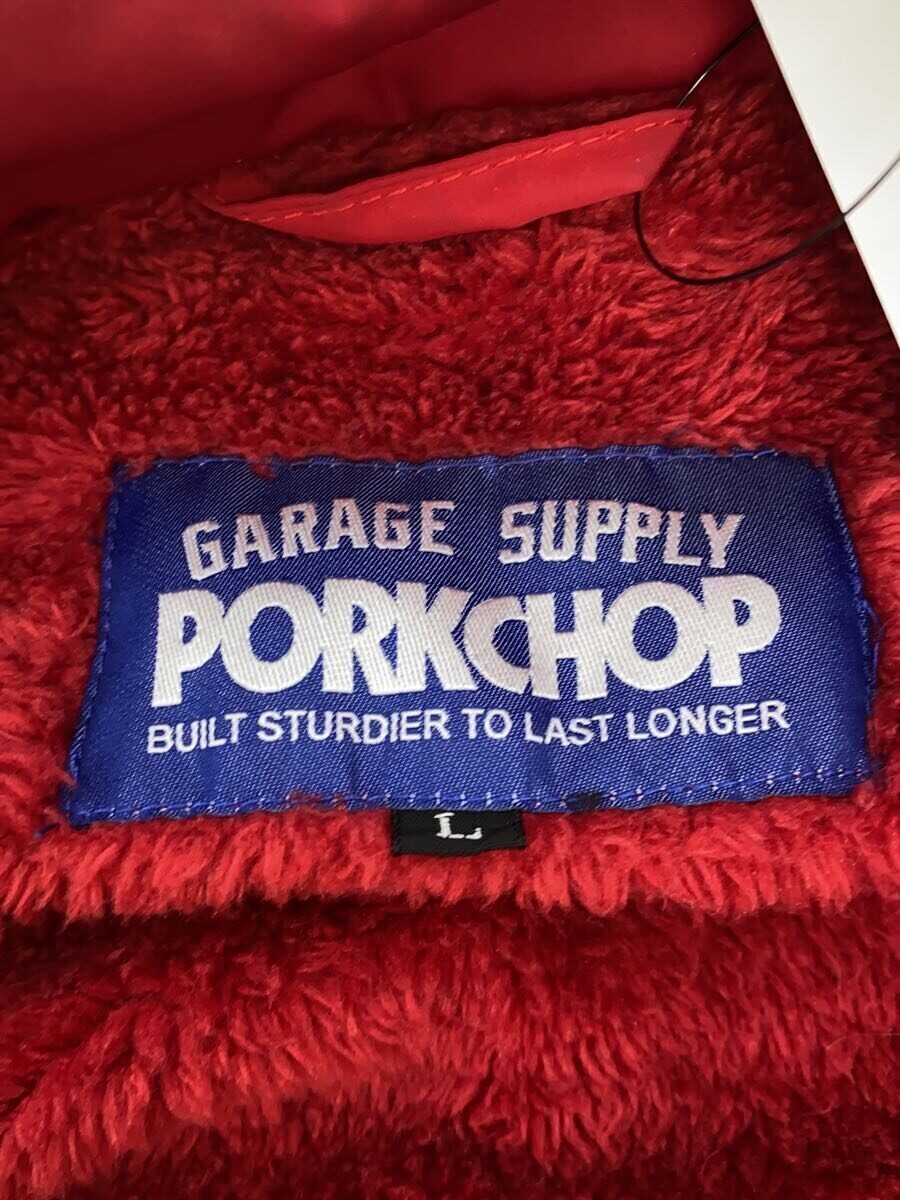 GARAGE SUPPLY
PORKCHOP
BUILT STURDIER TO LAST LONGER
L